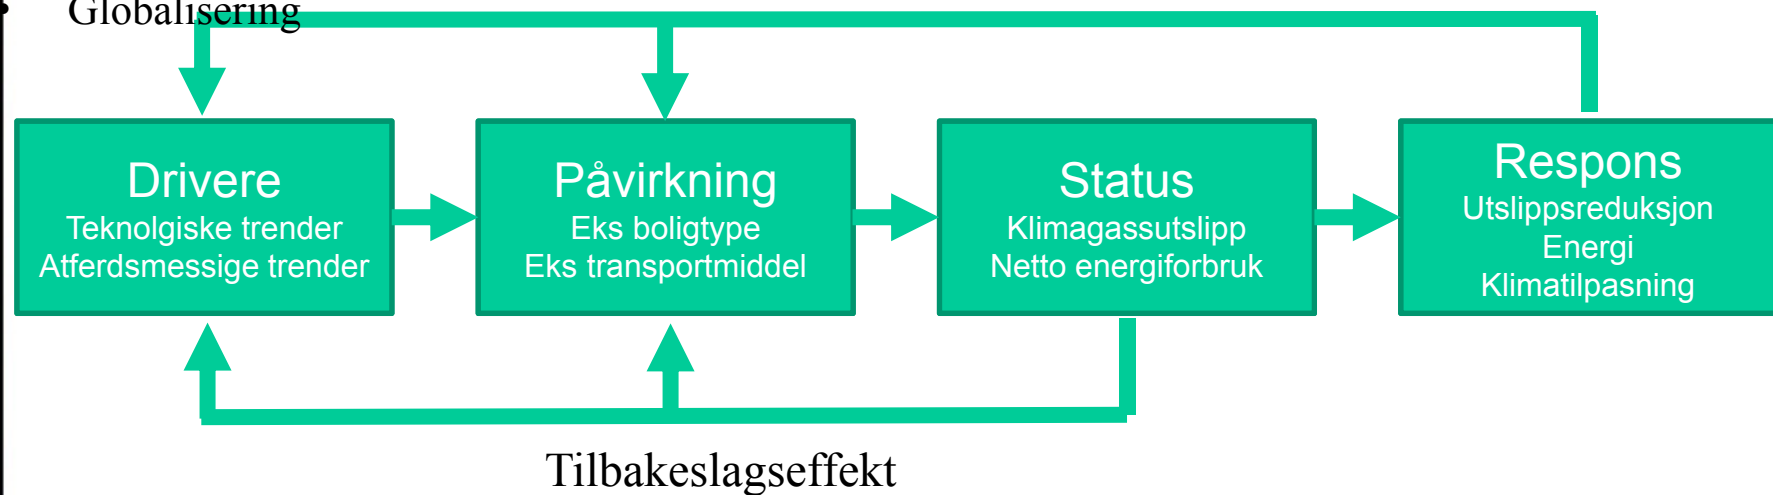 • Globalisering
Drivere
Teknolgiske trender
Atferdsmessige trender
Påvirkning
Eks boligtype
Eks transportmiddel
Status
Klimagassutslipp
Netto energiforbruk
Respons
Utslippsreduksjon
Energi
Klimatilpasning
Tilbakeslagseffekt